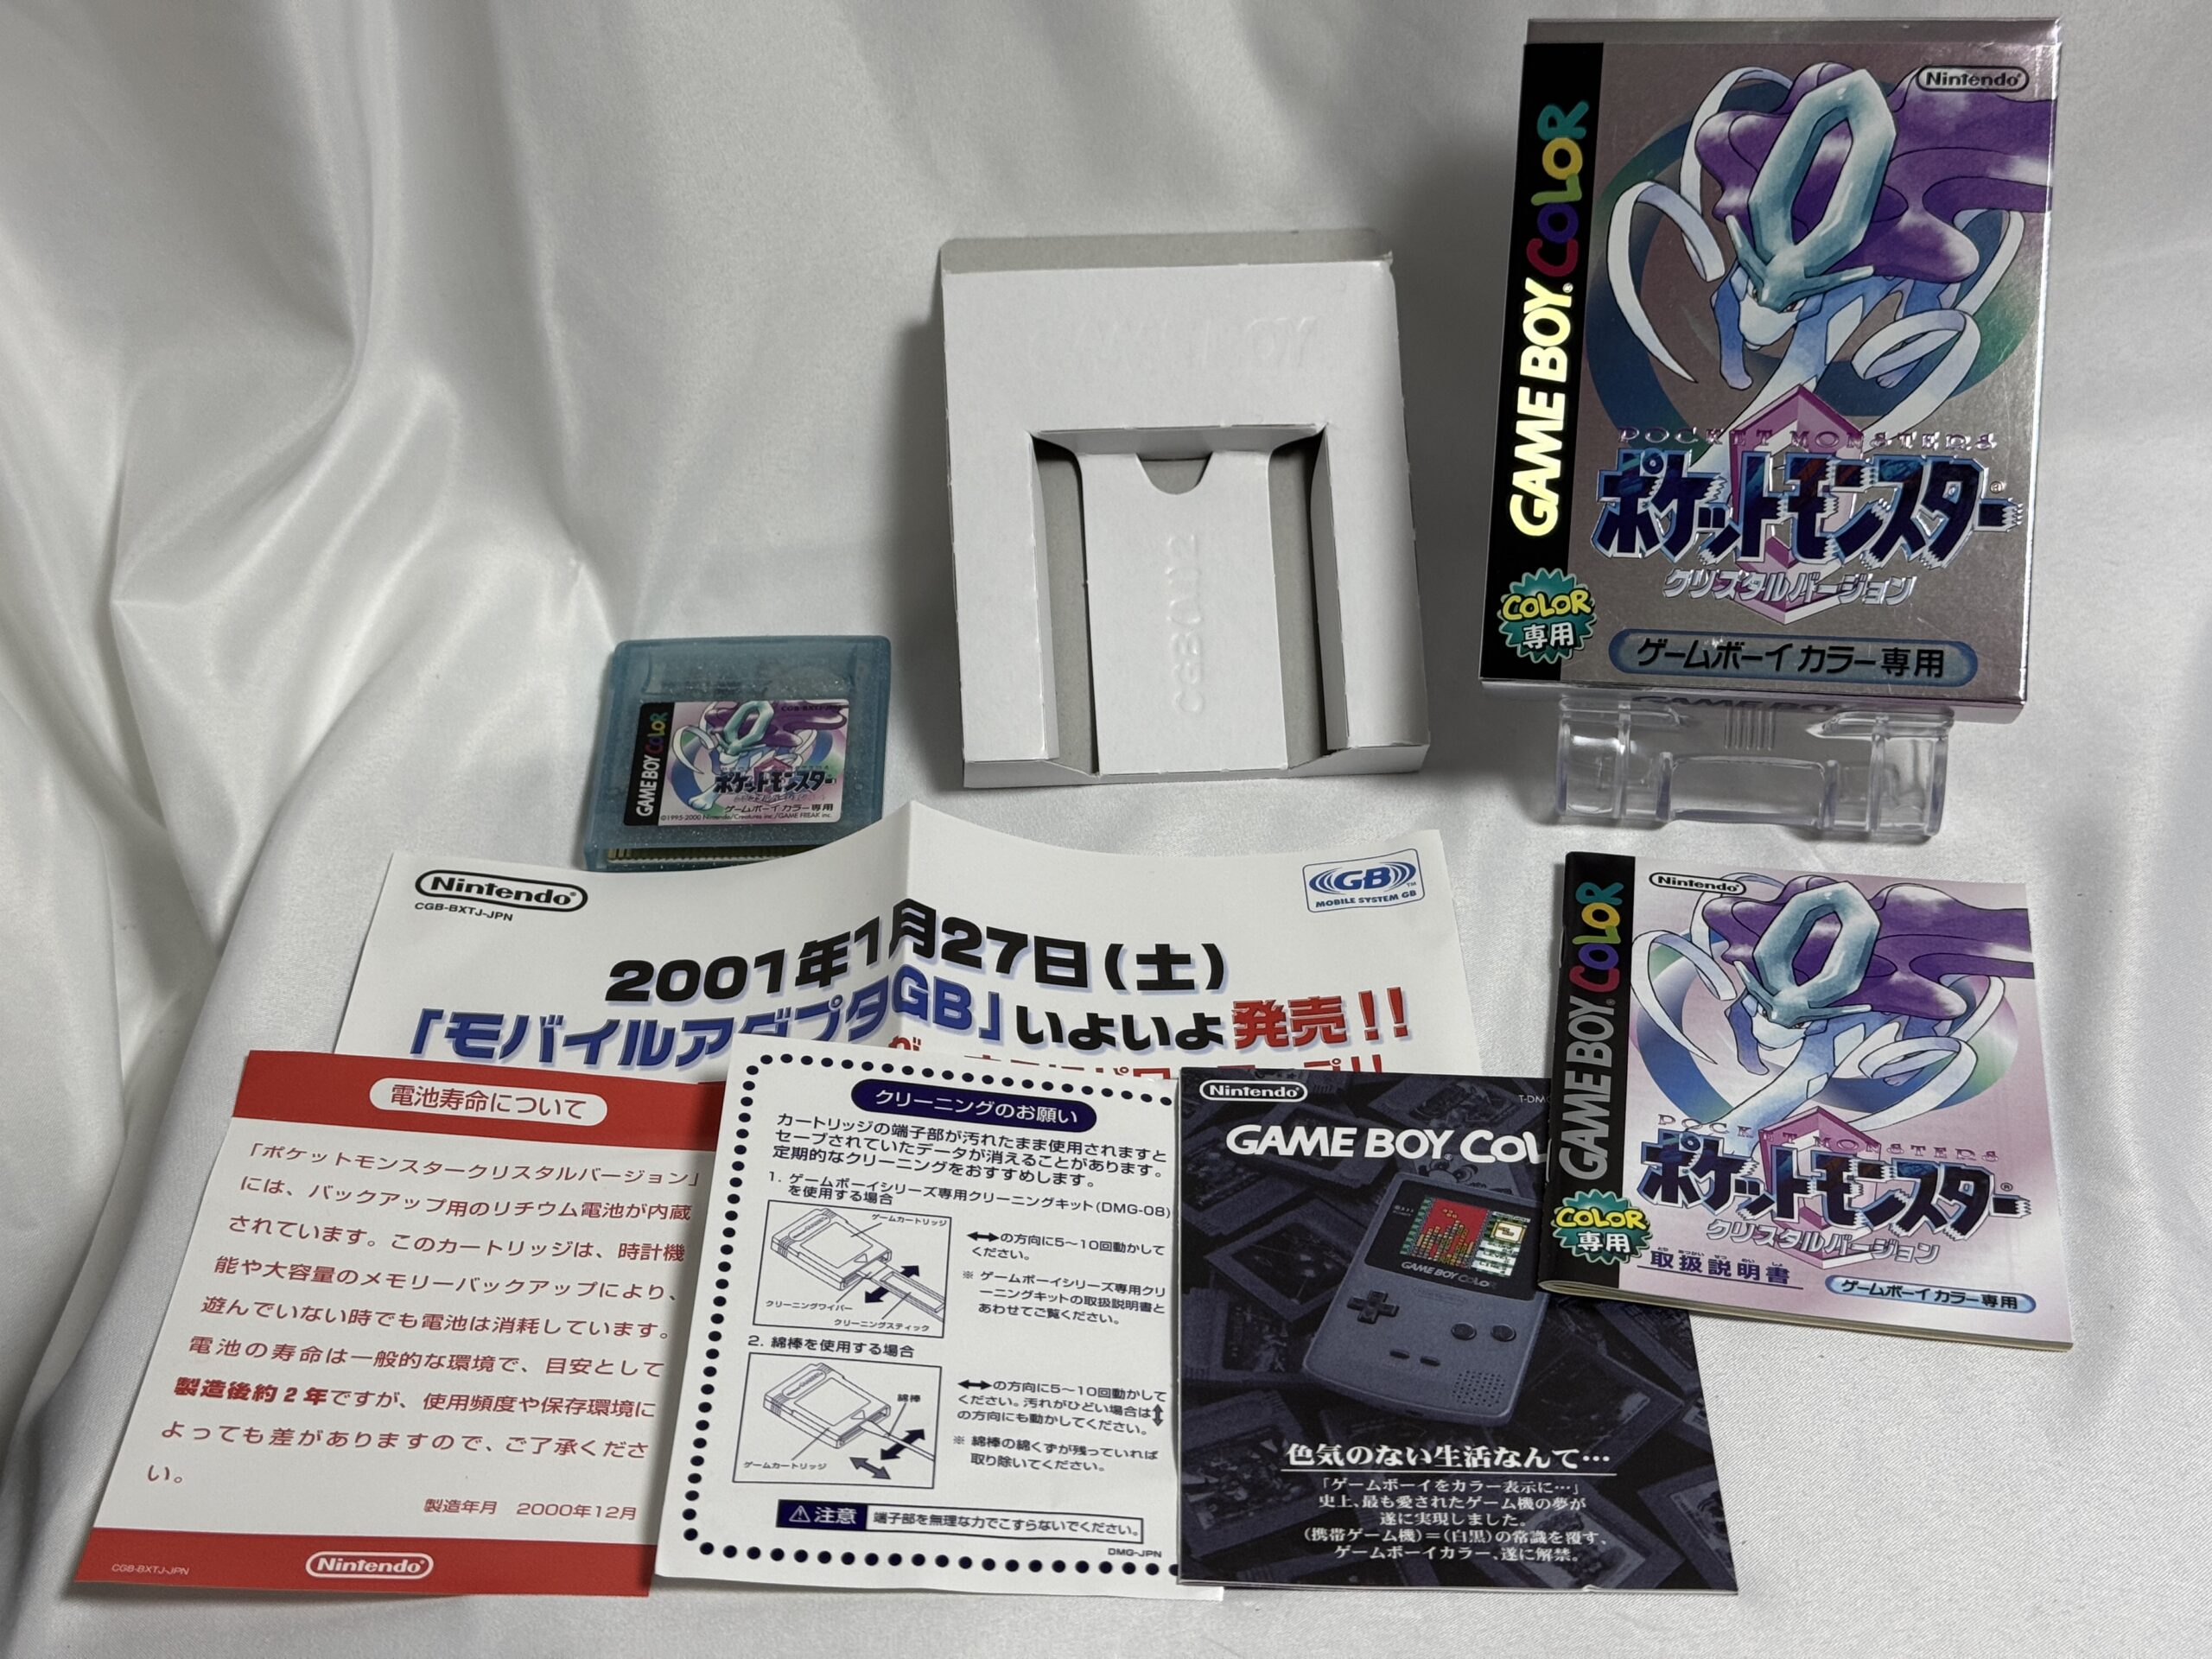 Nintendo
GAME BOY COLOR
POCKET MONSTERS
ポケットモンスター
クリスタルバージョン
COLOR
専用
ゲームボーイ カラー専用
GAME BOY
CGB-BXTJ-JPN
GAME BOY COLOR
ポケットモンスター
ゲームボーイ カラー専用
©1995-2000 Nintendo/Creatures inc./GAME FREAK inc.
Nintendo
CGB-BXTJ-JPN
GB™
MOBILE SYSTEM GB
2001年1月27日(土)
「モバイルアダプタGB」いよいよ発売!!
電池寿命について
「ポケットモンスタークリスタルバージョン」
には、バックアップ用のリチウム電池が内蔵
されています。このカートリッジは、時計機
能や大容量のメモリーバックアップにより、
遊んでいない時でも電池は消耗しています。
電池の寿命は一般的な環境で、目安として
製造後約2年ですが、使用頻度や保存環境に
よっても差がありますので、ご了承くださ
い。
製造年月 2000年12月
CGB-BXTJ-JPN
Nintendo
クリーニングのお願い
カートリッジの端子部が汚れたまま使用されますと
セーブされていたデータが消えることがあります。
定期的なクリーニングをおすすめします。
1. ゲームボーイシリーズ専用クリーニングキット(DMG-08)
を使用する場合
ゲームカートリッジ
クリーニングワイパー
クリーニングスティック
⟷の方向に5〜10回動かして
ください。
※ ゲームボーイシリーズ専用クリ
ーニングキットの取扱説明書と
あわせてご覧ください。
2. 綿棒を使用する場合
綿棒
ゲームカートリッジ
⟷の方向に5〜10回動かして
ください。汚れがひどい場合は↕
の方向にも動かしてください。
※ 綿棒の綿くずが残っていれば
取り除いてください。
⚠注意 端子部を無理な力でこすらないでください。
DMG-JPN
Nintendo
T-DMG
GAME BOY COL
GAME BOY COLOR
色気のない生活なんて…
「ゲームボーイをカラー表示に…」
史上、最も愛されたゲーム機の夢が
遂に実現しました。
(携帯ゲーム機)=(白黒)の常識を覆す、
ゲームボーイカラー、遂に解禁。
Nintendo
GAME BOY COLOR
POCKET MONSTERS
ポケットモンスター®
クリスタルバージョン
COLOR
専用
取扱説明書
ゲームボーイ カラー専用